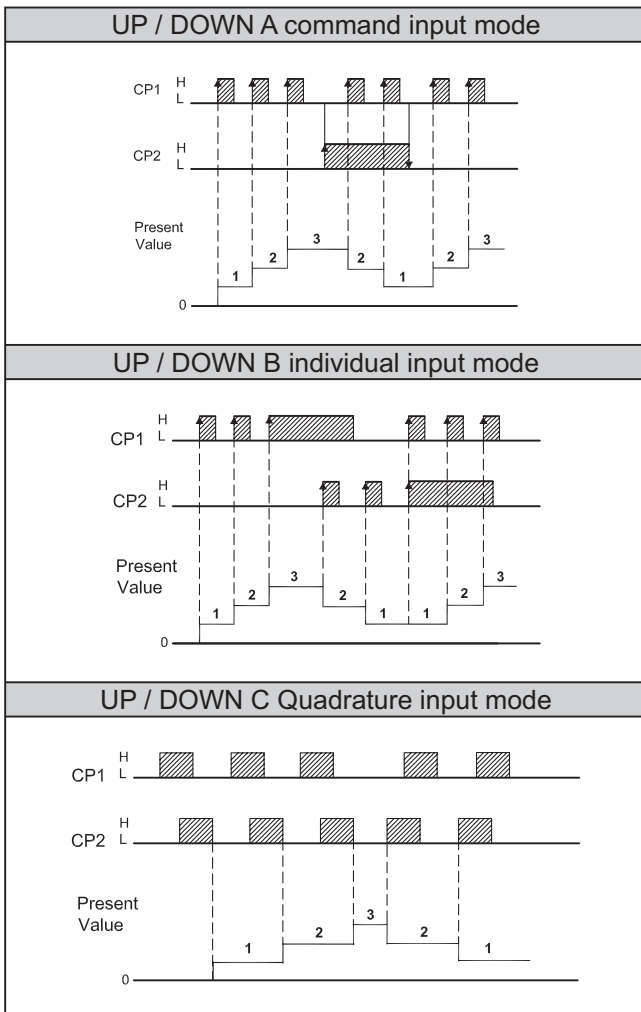 UP / DOWN A command input mode
CP1 H
L
CP2 H
L
Present
Value
1 2 3 2 1 2 3
0
UP / DOWN B individual input mode
CP1 H
L
CP2 H
L
Present
Value
1 2 3 2 1 1 2 3
0
UP / DOWN C Quadrature input mode
CP1 H
L
CP2 H
L
Present
Value
1 2 3 2 1
0